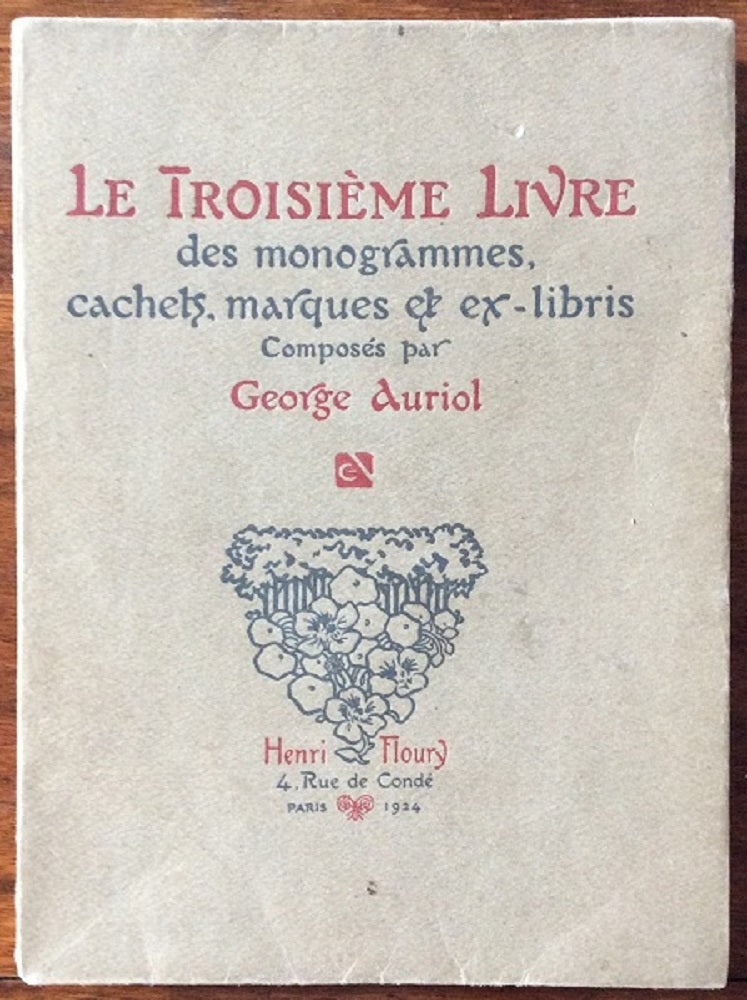 LE TROISIÈME LIVRE
des monogrammes,
cachets, marques & ex-libris
Composés par
George Auriol
Henri Floury
4, Rue de Condé
PARIS 1924